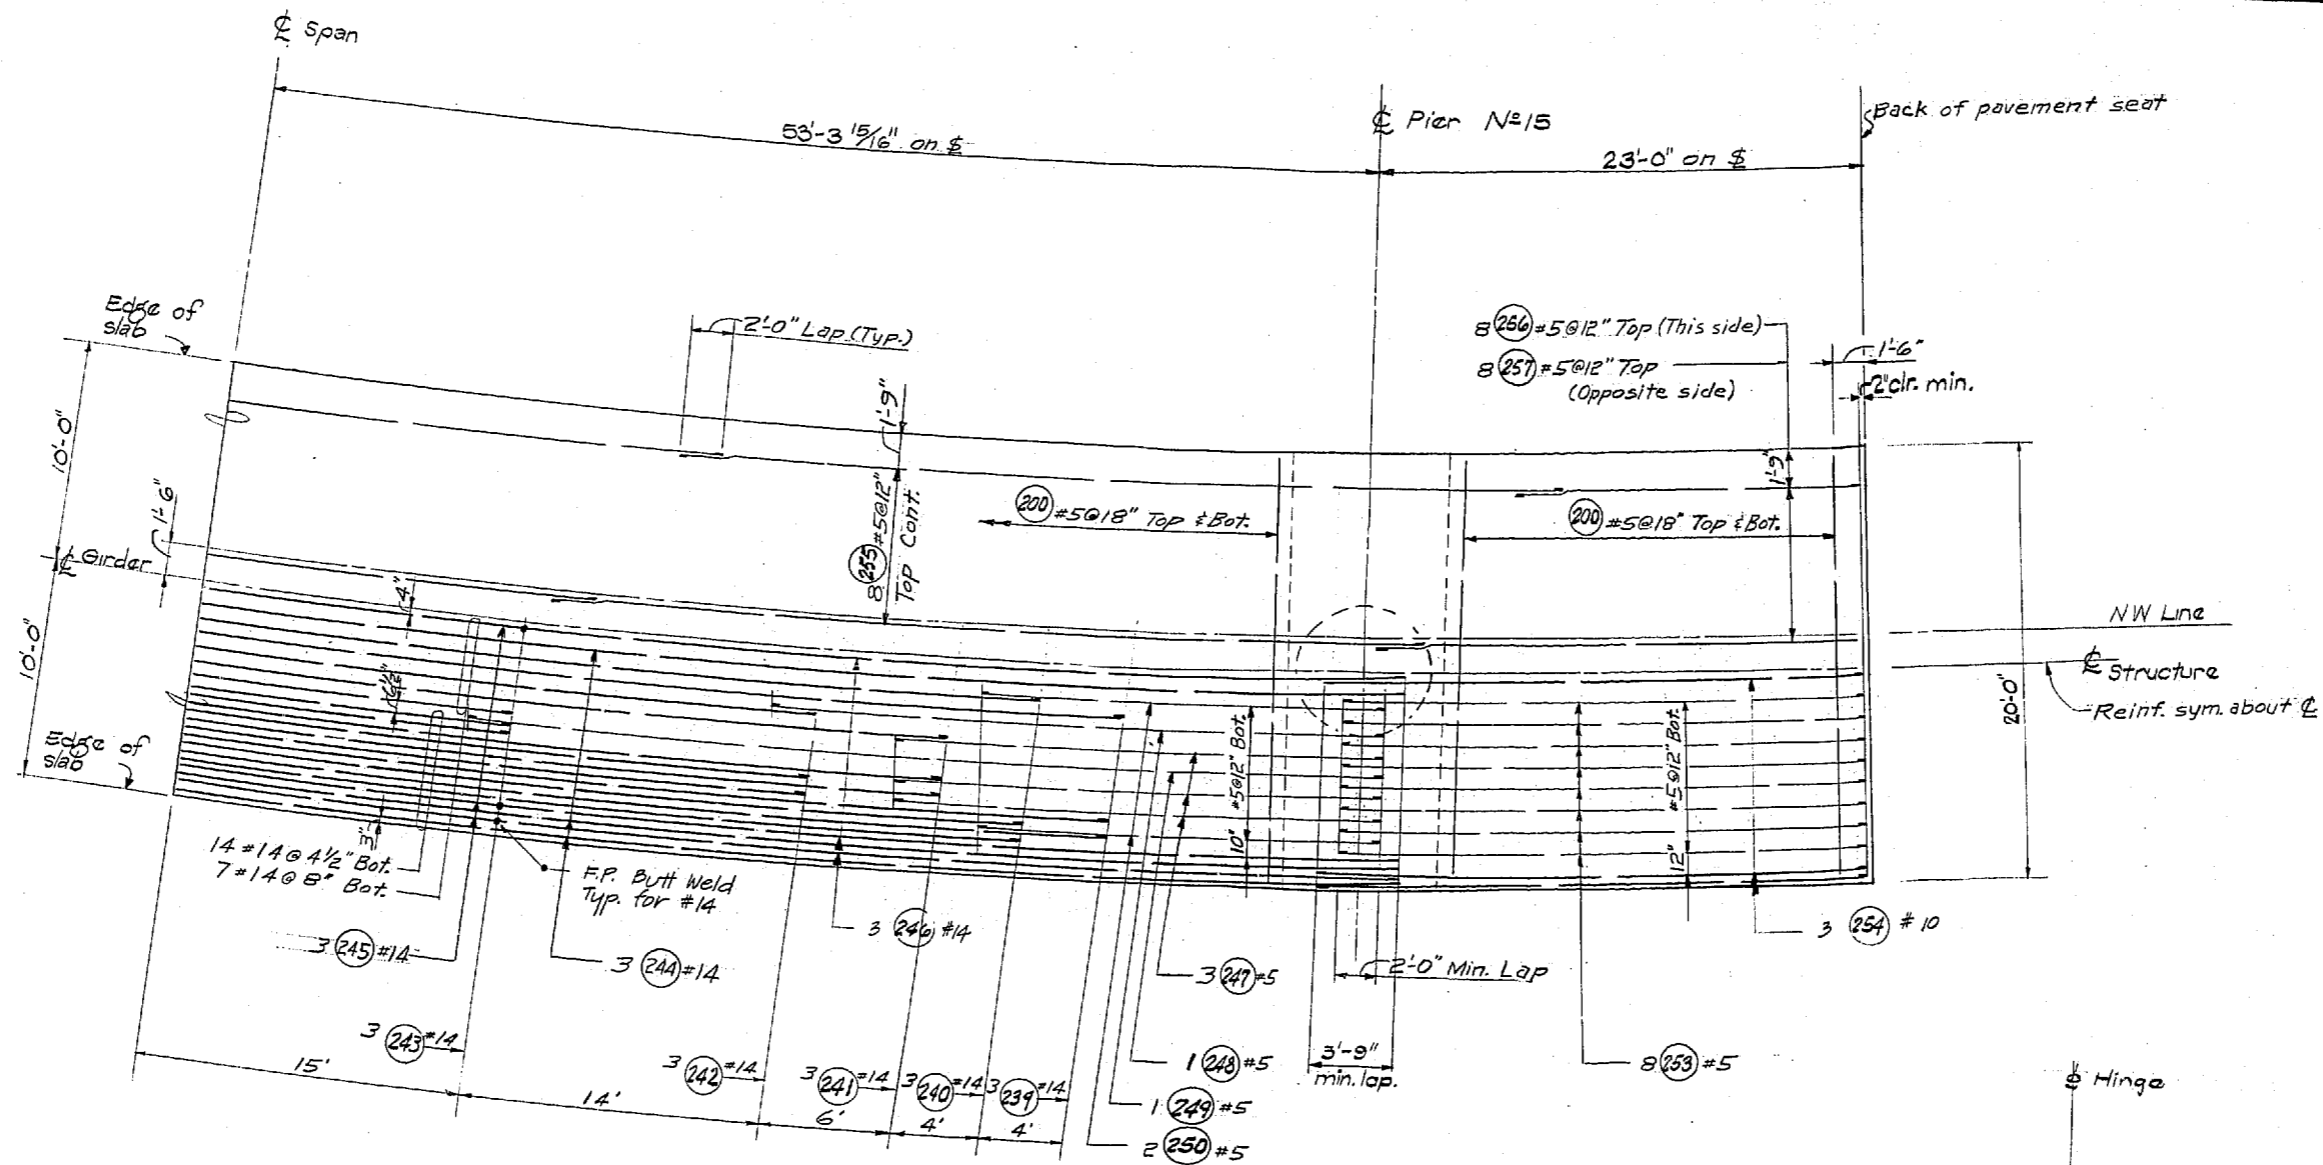 ℄ Span
53'-3 15/16" on ℄
℄ Pier Nº 15
23'-0" on ℄
Back of pavement seat
Edge of
slab
2'-0" Lap (Typ.)
8 (256) #5@12" Top (This side)
8 (257) #5@12" Top
(Opposite side)
1'-6"
2" clr. min.
10'-0"
1'-9"
1'-9"
1'-6"
(200) #5@18" Top & Bot.
(200) #5@18" Top & Bot.
8 (255) #5@12"
Top Cont.
℄ Girder
4"
NW Line
℄ Structure
Reinf. sym. about ℄
20'-0"
10'-0"
6½"
#5@12" Bot.
10"
#5@12" Bot.
12"
Edge of
slab
3"
14 #14@4½" Bot.
7 #14@8" Bot.
F.P. Butt Weld
Typ. for #14
3 (245) #14
3 (244) #14
3 (246) #14
3 (247) #5
2'-0" Min. Lap
3 (254) #10
3 (243) #14
3 (242) #14
3 (241) #14
3 (240) #14
3 (239) #14
1 (248) #5
3'-9"
min. lap.
8 (253) #5
1 (249) #5
2 (250) #5
15'
14'
6'
4'
4'
℄ Hinge